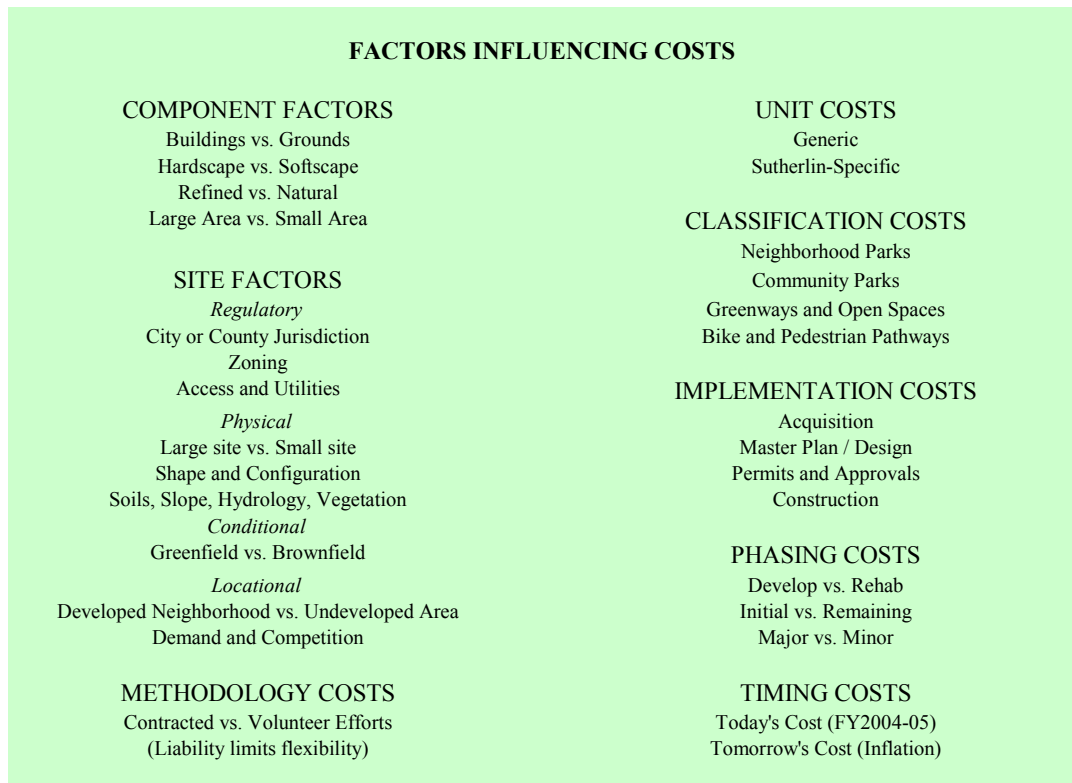 FACTORS INFLUENCING COSTS
COMPONENT FACTORS
Buildings vs. Grounds
Hardscape vs. Softscape
Refined vs. Natural
Large Area vs. Small Area
SITE FACTORS
Regulatory
City or County Jurisdiction
Zoning
Access and Utilities
Physical
Large site vs. Small site
Shape and Configuration
Soils, Slope, Hydrology, Vegetation
Conditional
Greenfield vs. Brownfield
Locational
Developed Neighborhood vs. Undeveloped Area
Demand and Competition
METHODOLOGY COSTS
Contracted vs. Volunteer Efforts
(Liability limits flexibility)
UNIT COSTS
Generic
Sutherlin-Specific
CLASSIFICATION COSTS
Neighborhood Parks
Community Parks
Greenways and Open Spaces
Bike and Pedestrian Pathways
IMPLEMENTATION COSTS
Acquisition
Master Plan / Design
Permits and Approvals
Construction
PHASING COSTS
Develop vs. Rehab
Initial vs. Remaining
Major vs. Minor
TIMING COSTS
Today's Cost (FY2004-05)
Tomorrow's Cost (Inflation)